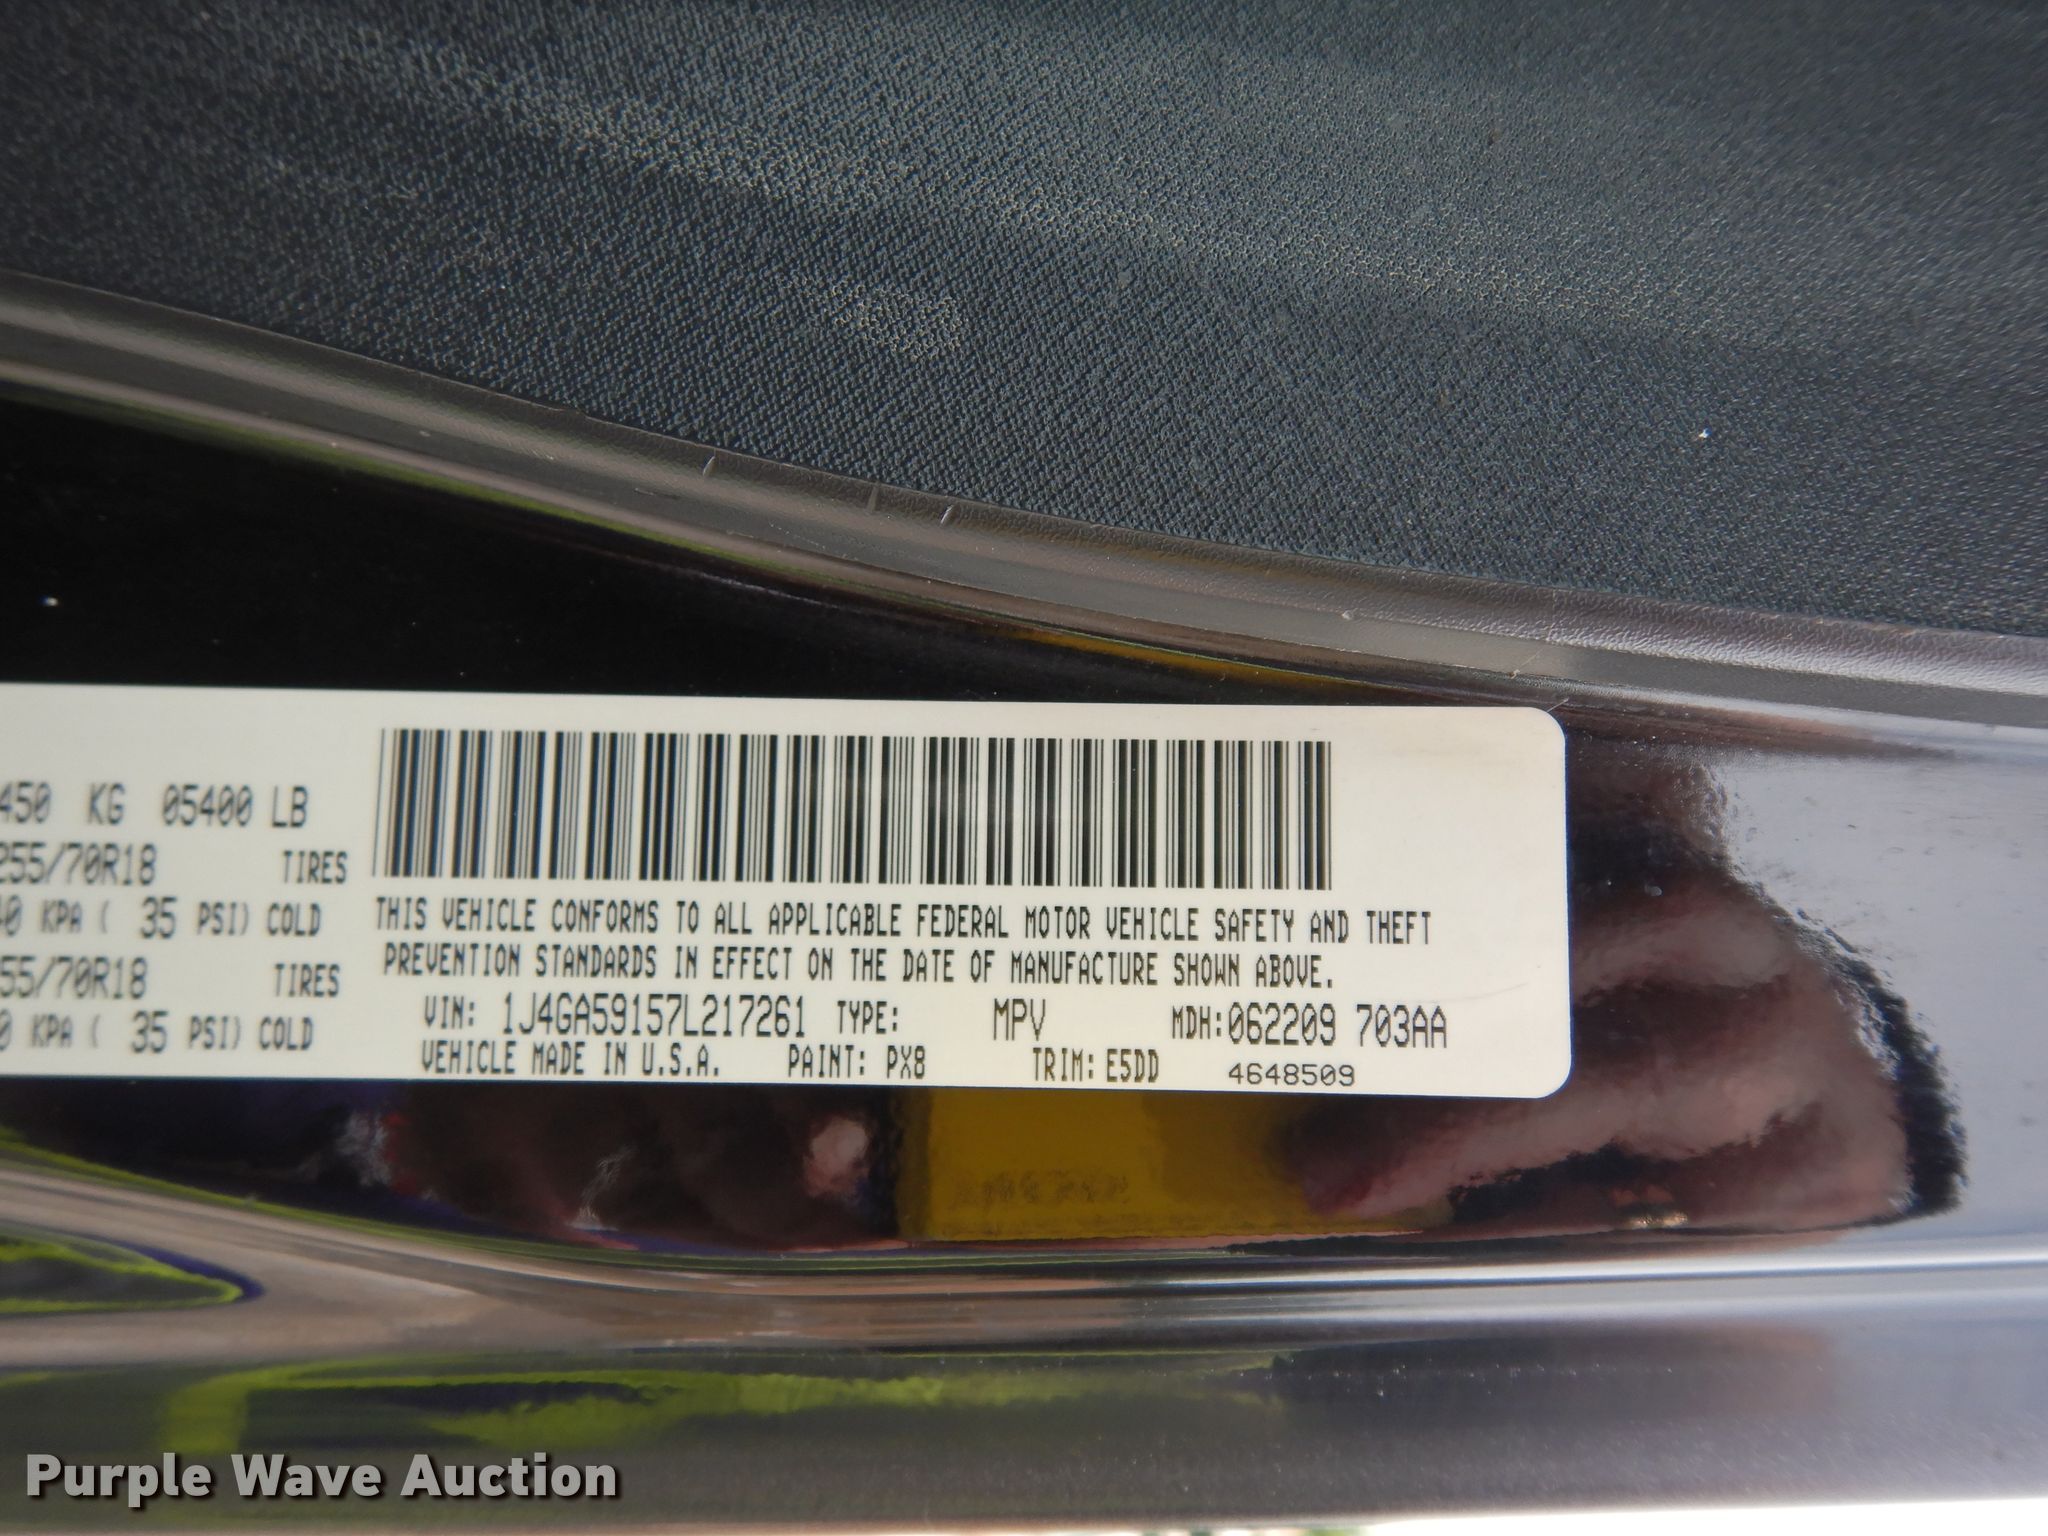 450 KG 05400 LB
255/70R18 TIRES
40 KPA ( 35 PSI) COLD
55/70R18 TIRES
0 KPA ( 35 PSI) COLD
THIS VEHICLE CONFORMS TO ALL APPLICABLE FEDERAL MOTOR VEHICLE SAFETY AND THEFT
PREVENTION STANDARDS IN EFFECT ON THE DATE OF MANUFACTURE SHOWN ABOVE.
VIN: 1J4GA59157L217261 TYPE: MPV MDH:062209 703AA
VEHICLE MADE IN U.S.A. PAINT: PX8 TRIM: E5DD 4648509
Purple Wave Auction